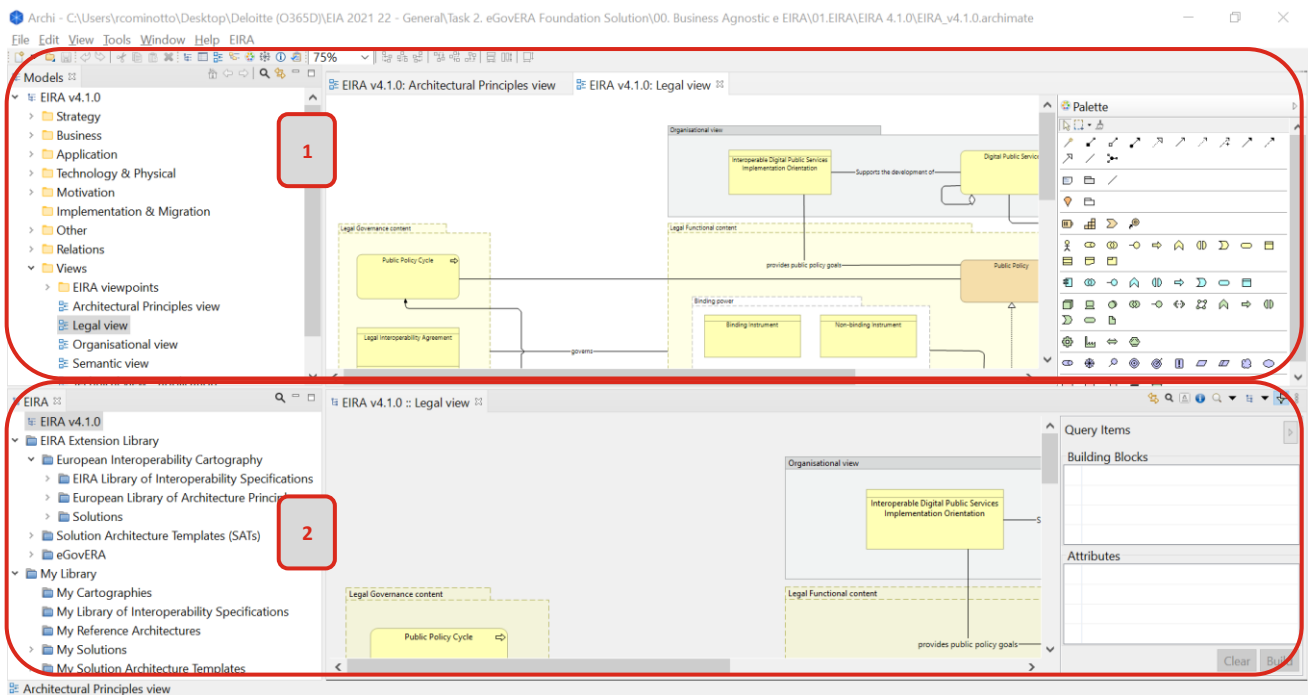 Archi - C:\Users\rcominotto\Desktop\Deloitte (O365D)\EIA 2021 22 - General\Task 2. eGovERA Foundation Solution\00. Business Agnostic e EIRA\01.EIRA\EIRA 4.1.0\EIRA_v4.1.0.archimate
File Edit View Tools Window Help EIRA
75%
Models
EIRA v4.1.0
Strategy
Business
Application
Technology & Physical
Motivation
Implementation & Migration
Other
Relations
Views
EIRA viewpoints
Architectural Principles view
Legal view
Organisational view
Semantic view
1
EIRA v4.1.0: Architectural Principles view
EIRA v4.1.0: Legal view
Organisational view
Interoperable Digital Public Services
Implementation Orientation
Supports the development of
Digital Public Service
Legal Governance content
Public Policy Cycle
Legal Interoperability Agreement
governs
Legal Functional content
provides public policy goals
Public Policy
Binding power
Binding Instrument
Non-binding Instrument
Palette
EIRA
EIRA v4.1.0
EIRA Extension Library
European Interoperability Cartography
EIRA Library of Interoperability Specifications
European Library of Architecture Princip
Solutions
Solution Architecture Templates (SATs)
eGovERA
My Library
My Cartographies
My Library of Interoperability Specifications
My Reference Architectures
My Solutions
My Solution Architecture Templates
2
EIRA v4.1.0 :: Legal view
Organisational view
Interoperable Digital Public Services
Implementation Orientation
S
Legal Governance content
Public Policy Cycle
Legal Functional content
provides public policy goals
Query Items
Building Blocks
Attributes
Clear
Build
Architectural Principles view